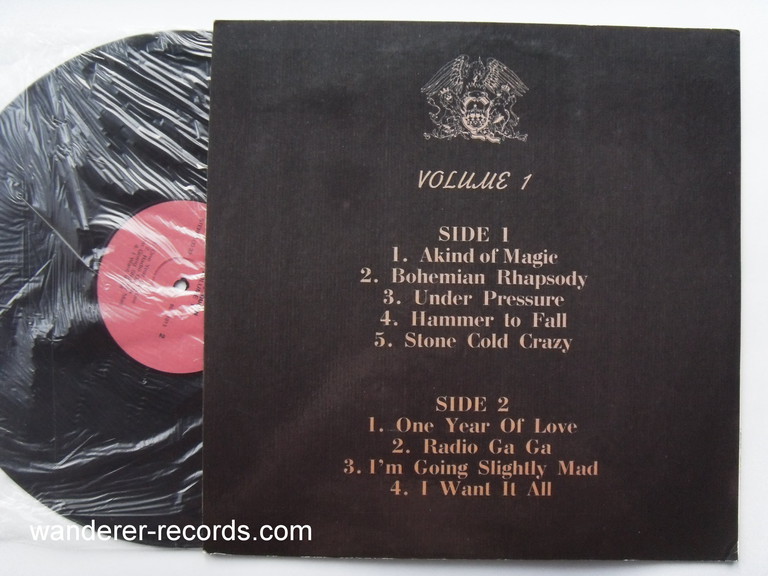 VOLUME 1
SIDE 1
1. Akind of Magic
2. Bohemian Rhapsody
3. Under Pressure
4. Hammer to Fall
5. Stone Cold Crazy
SIDE 2
1. One Year Of Love
2. Radio Ga Ga
3. I'm Going Slightly Mad
4. I Want It All
wanderer-records.com